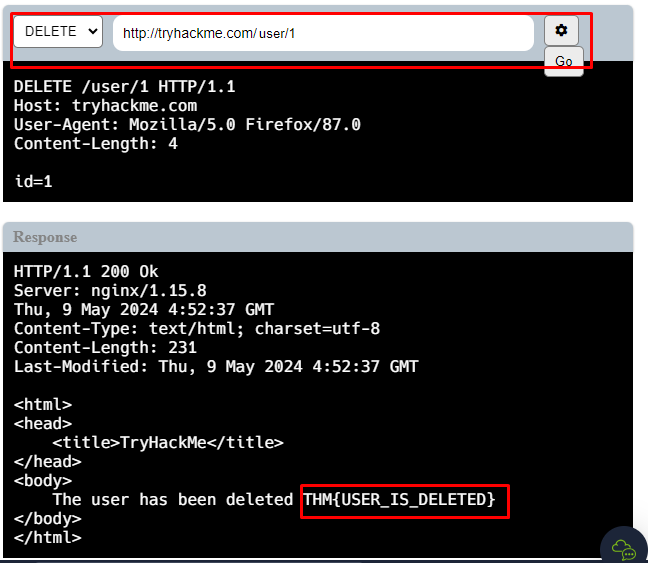 DELETE http://tryhackme.com/user/1
Go
DELETE /user/1 HTTP/1.1
Host: tryhackme.com
User-Agent: Mozilla/5.0 Firefox/87.0
Content-Length: 4
id=1
Response
HTTP/1.1 200 Ok
Server: nginx/1.15.8
Thu, 9 May 2024 4:52:37 GMT
Content-Type: text/html; charset=utf-8
Content-Length: 231
Last-Modified: Thu, 9 May 2024 4:52:37 GMT
<html>
<head>
    <title>TryHackMe</title>
</head>
<body>
    The user has been deleted THM{USER_IS_DELETED}
</body>
</html>